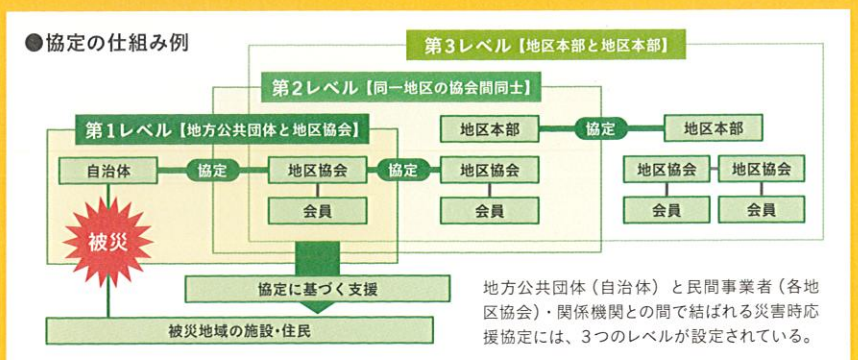 ●協定の仕組み例
第3レベル【地区本部と地区本部】
第2レベル【同一地区の協会間同士】
第1レベル【地方公共団体と地区協会】
地区本部 協定 地区本部
自治体 協定 地区協会 協定 地区協会 地区協会 地区協会
会員 会員 会員 会員
被災
協定に基づく支援
被災地域の施設・住民
地方公共団体（自治体）と民間事業者（各地
区協会）・関係機関との間で結ばれる災害時応
援協定には、3つのレベルが設定されている。